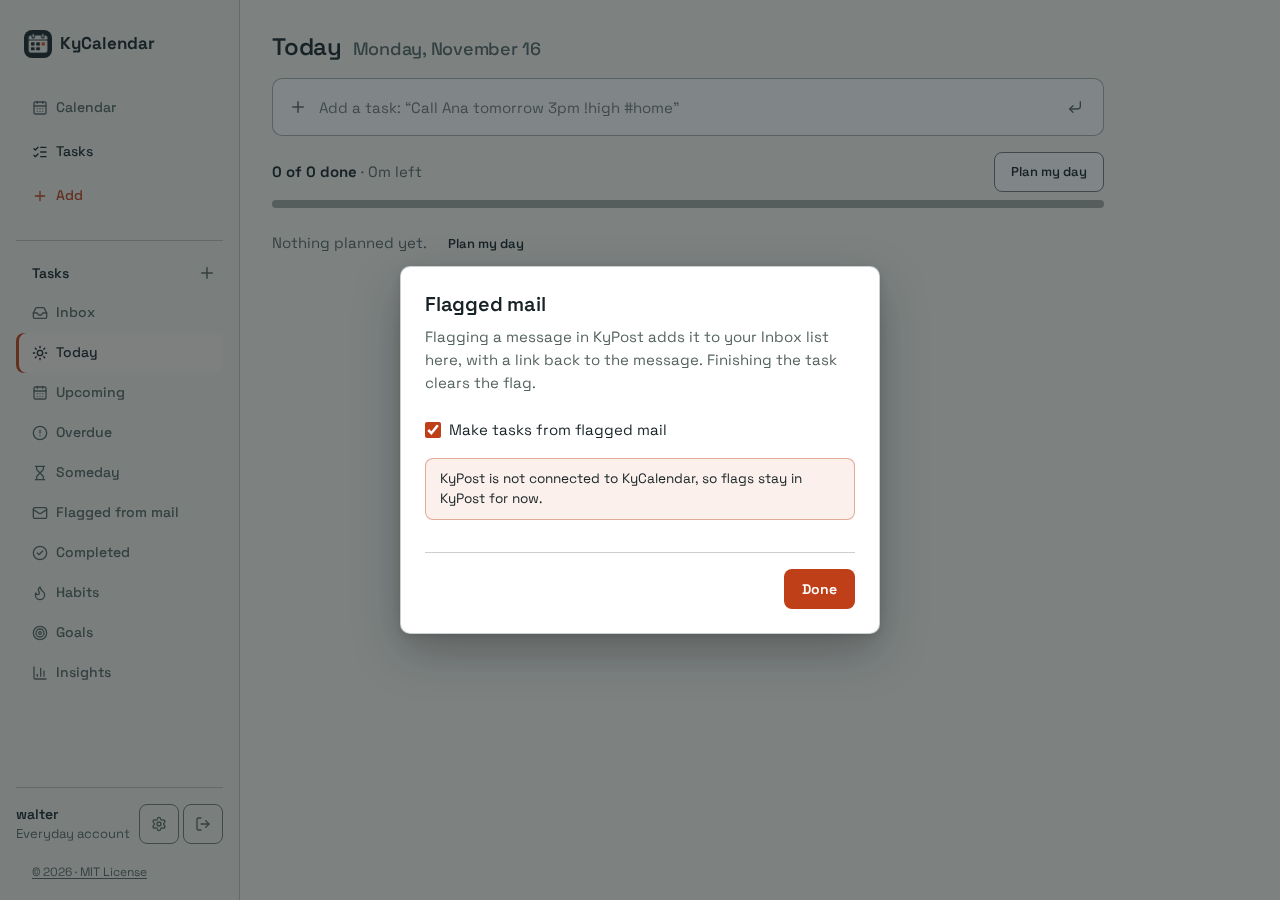 KyCalendar
Calendar
Tasks
Add
Tasks
Inbox
Today
Upcoming
Overdue
Someday
Flagged from mail
Completed
Habits
Goals
Insights
walter
Everyday account
© 2026 · MIT License
Today Monday, November 16
Add a task: “Call Ana tomorrow 3pm !high #home”
0 of 0 done · 0m left
Plan my day
Nothing planned yet. Plan my day
Flagged mail
Flagging a message in KyPost adds it to your Inbox list
here, with a link back to the message. Finishing the task
clears the flag.
Make tasks from flagged mail
KyPost is not connected to KyCalendar, so flags stay in
KyPost for now.
Done